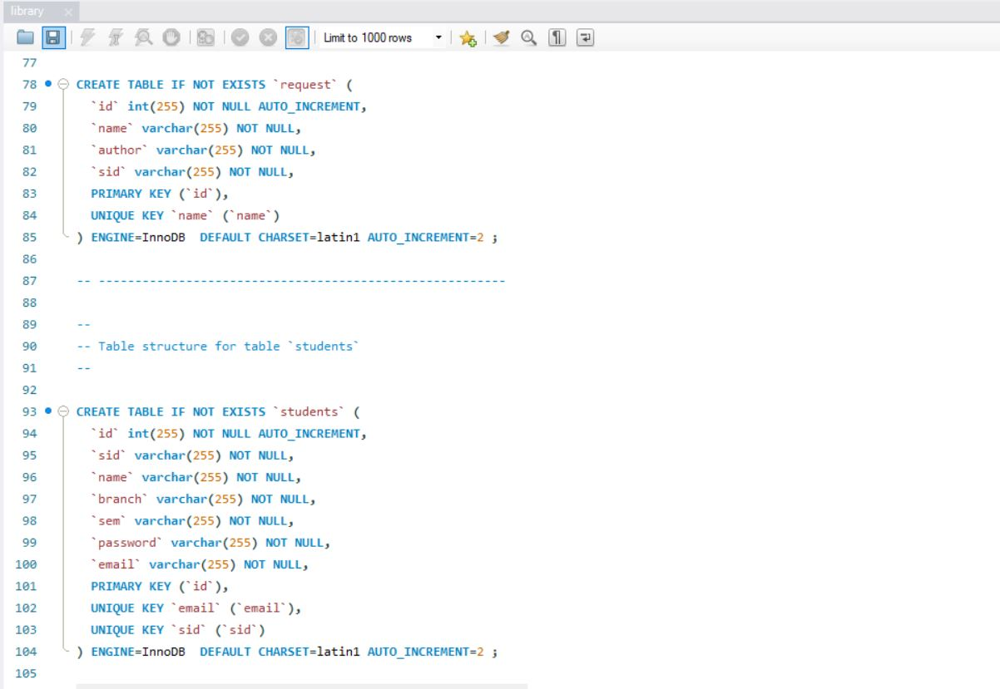 library
Limit to 1000 rows
77
78 CREATE TABLE IF NOT EXISTS `request` (
79 `id` int(255) NOT NULL AUTO_INCREMENT,
80 `name` varchar(255) NOT NULL,
81 `author` varchar(255) NOT NULL,
82 `sid` varchar(255) NOT NULL,
83 PRIMARY KEY (`id`),
84 UNIQUE KEY `name` (`name`)
85 ) ENGINE=InnoDB  DEFAULT CHARSET=latin1 AUTO_INCREMENT=2 ;
86
87 -- --------------------------------------------------------
88
89 --
90 -- Table structure for table `students`
91 --
92
93 CREATE TABLE IF NOT EXISTS `students` (
94 `id` int(255) NOT NULL AUTO_INCREMENT,
95 `sid` varchar(255) NOT NULL,
96 `name` varchar(255) NOT NULL,
97 `branch` varchar(255) NOT NULL,
98 `sem` varchar(255) NOT NULL,
99 `password` varchar(255) NOT NULL,
100 `email` varchar(255) NOT NULL,
101 PRIMARY KEY (`id`),
102 UNIQUE KEY `email` (`email`),
103 UNIQUE KEY `sid` (`sid`)
104 ) ENGINE=InnoDB  DEFAULT CHARSET=latin1 AUTO_INCREMENT=2 ;
105